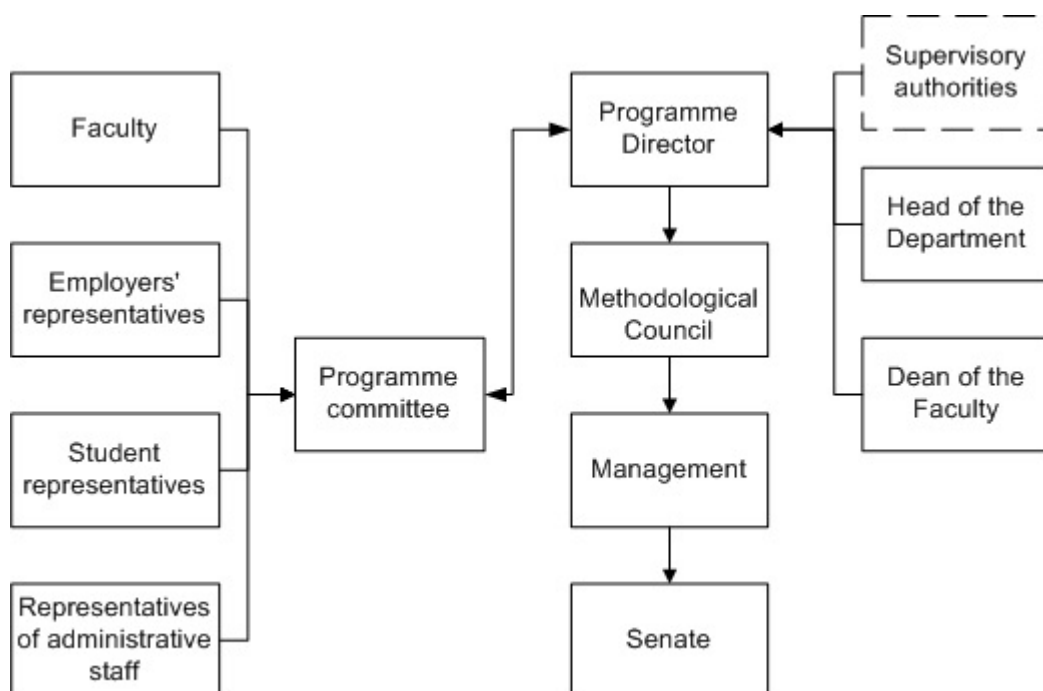 Supervisory
authorities
Faculty
Programme
Director
Head of the
Department
Employers'
representatives
Methodological
Council
Programme
committee
Dean of the
Faculty
Student
representatives
Management
Representatives
of administrative
staff
Senate